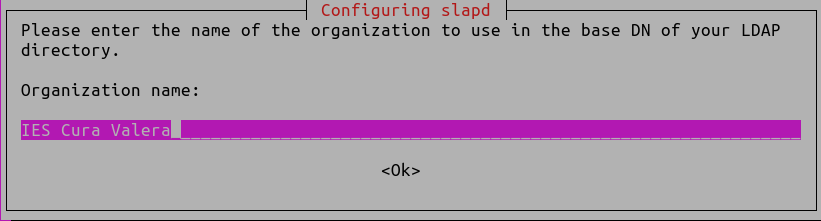 Configuring slapd
Please enter the name of the organization to use in the base DN of your LDAP
directory.
Organization name:
IES Cura Valera
<Ok>